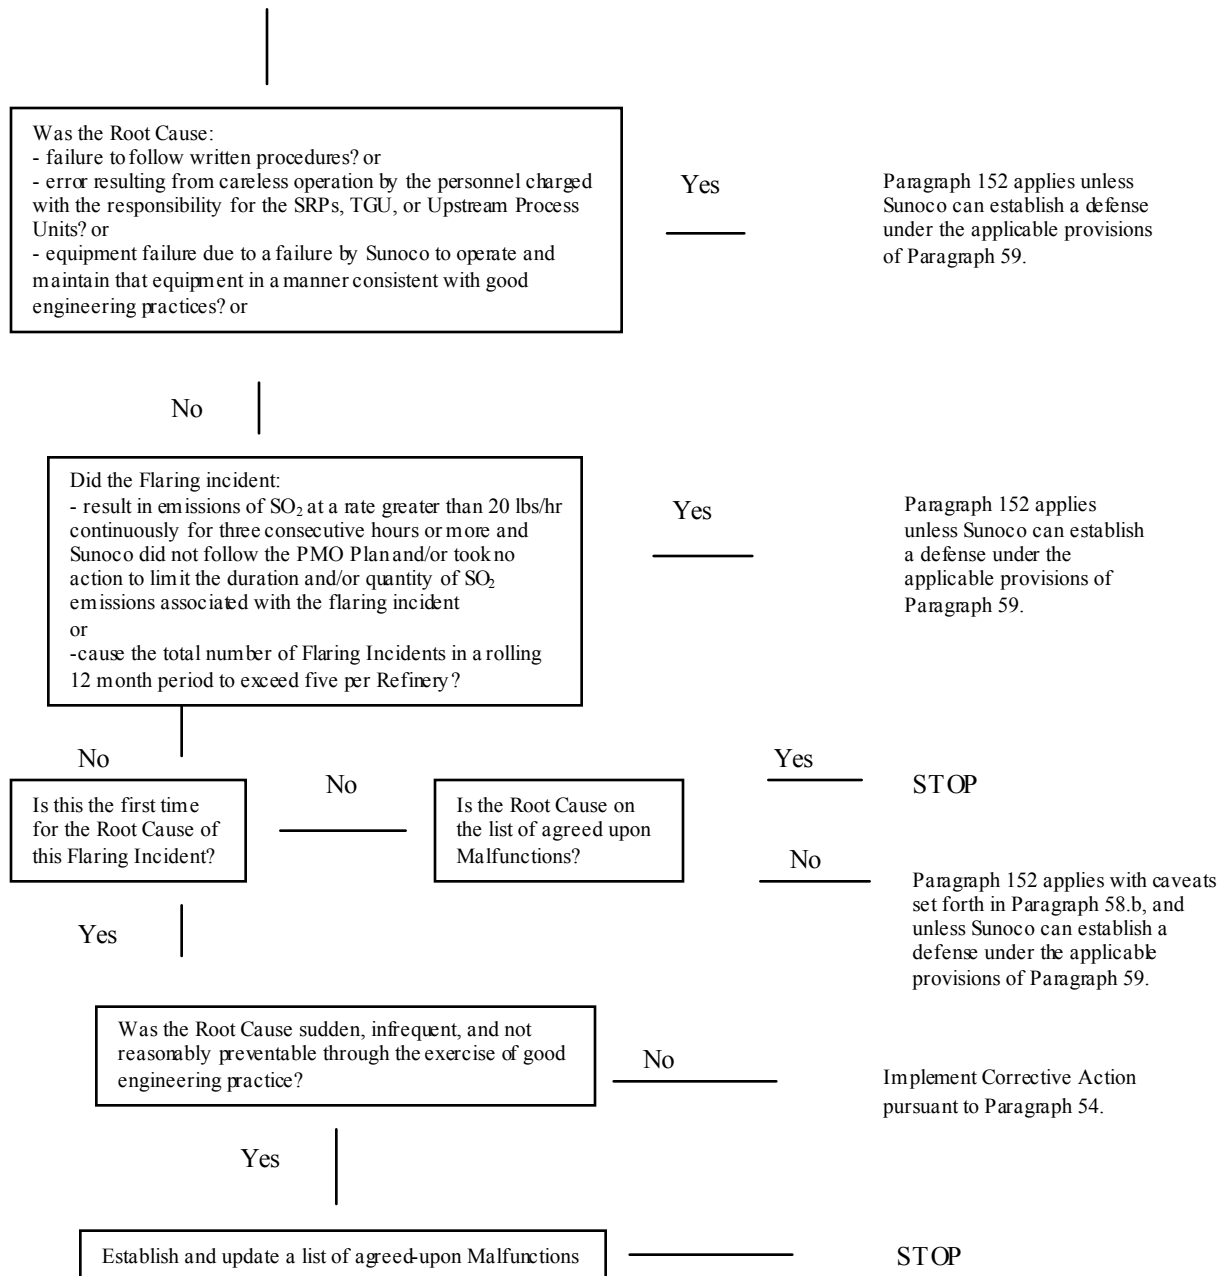 Was the Root Cause:
- failure to follow written procedures? or
- error resulting from careless operation by the personnel charged
with the responsibility for the SRPs, TGU, or Upstream Process
Units? or
- equipment failure due to a failure by Sunoco to operate and
maintain that equipment in a manner consistent with good
engineering practices? or
Yes
Paragraph 152 applies unless
Sunoco can establish a defense
under the applicable provisions
of Paragraph 59.
No
Did the Flaring incident:
- result in emissions of SO₂ at a rate greater than 20 lbs/hr
continuously for three consecutive hours or more and
Sunoco did not follow the PMO Plan and/or took no
action to limit the duration and/or quantity of SO₂
emissions associated with the flaring incident
or
-cause the total number of Flaring Incidents in a rolling
12 month period to exceed five per Refinery?
Yes
Paragraph 152 applies
unless Sunoco can establish
a defense under the
applicable provisions of
Paragraph 59.
No
Is this the first time
for the Root Cause of
this Flaring Incident?
No
Is the Root Cause on
the list of agreed upon
Malfunctions?
Yes
STOP
No
Paragraph 152 applies with caveats
set forth in Paragraph 58.b, and
unless Sunoco can establish a
defense under the applicable
provisions of Paragraph 59.
Yes
Was the Root Cause sudden, infrequent, and not
reasonably preventable through the exercise of good
engineering practice?
No
Implement Corrective Action
pursuant to Paragraph 54.
Yes
Establish and update a list of agreed-upon Malfunctions
STOP